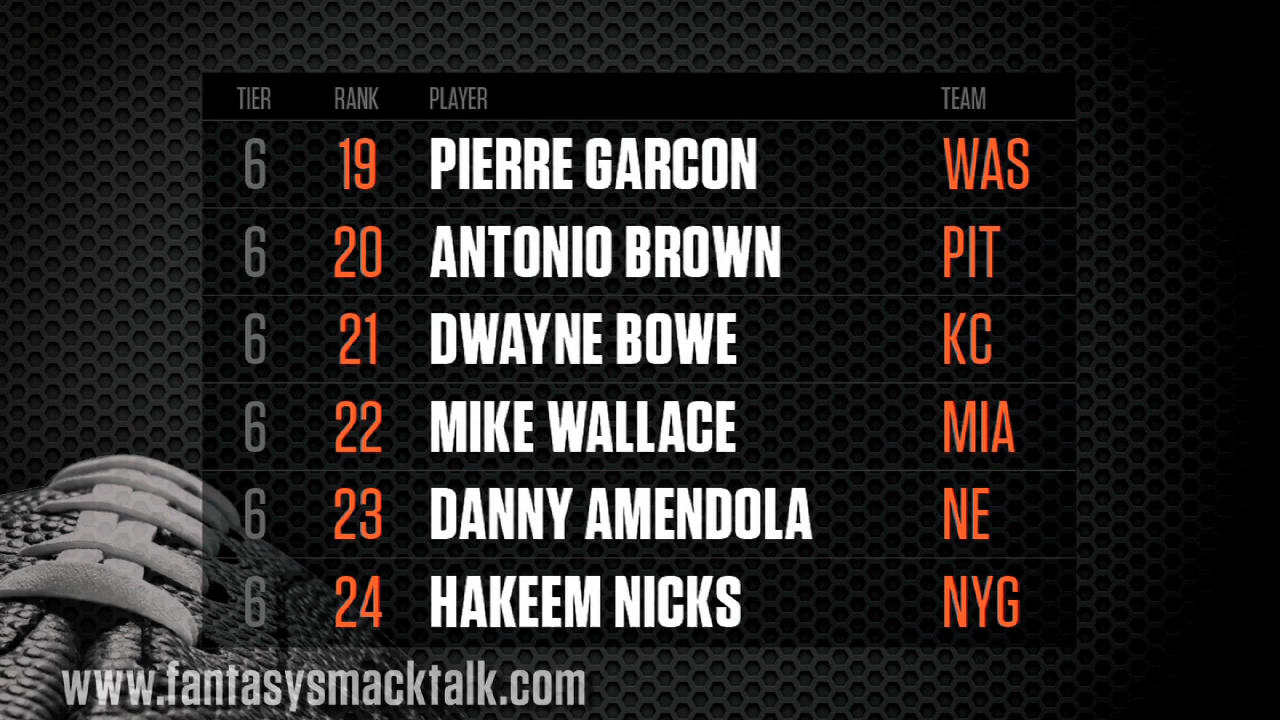 TIER RANK PLAYER TEAM
6 19 PIERRE GARCON WAS
6 20 ANTONIO BROWN PIT
6 21 DWAYNE BOWE KC
6 22 MIKE WALLACE MIA
6 23 DANNY AMENDOLA NE
6 24 HAKEEM NICKS NYG
www.fantasysmacktalk.com